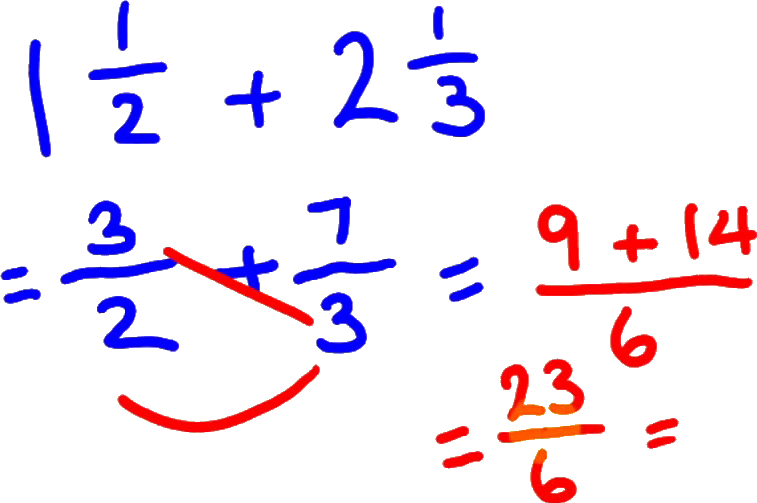 1 1/2 + 2 1/3
= 3/2 + 7/3 = (9 + 14)/6
= 23/6 =